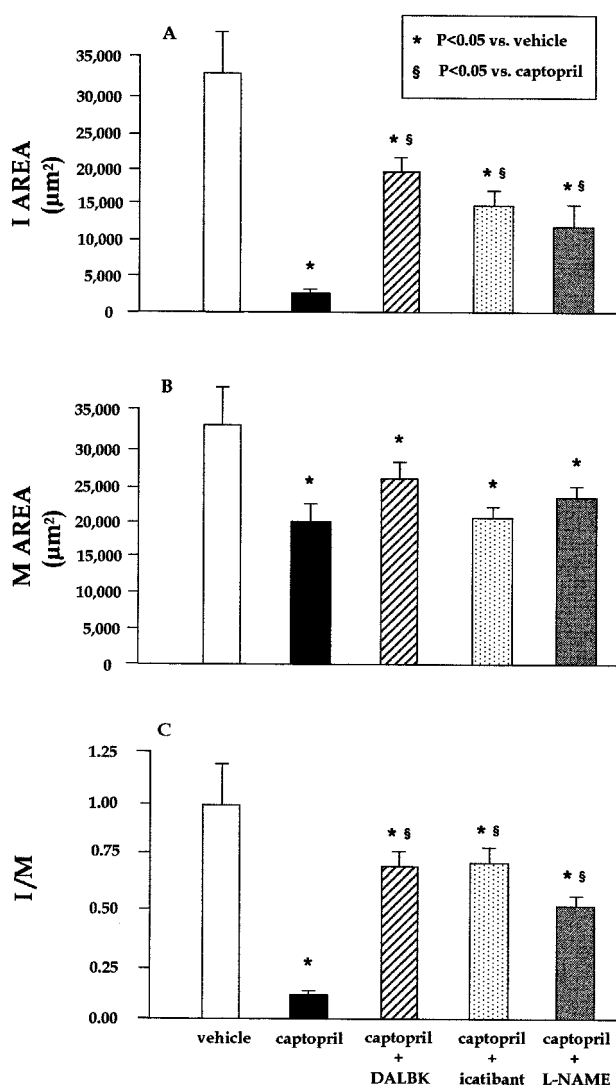 A
* P<0.05 vs. vehicle
§ P<0.05 vs. captopril
35,000
30,000
25,000
20,000
15,000
10,000
5,000
0
I AREA
(µm²)
*
* §
* §
* §
B
35,000
30,000
25,000
20,000
15,000
10,000
5,000
0
M AREA
(µm²)
*
*
*
*
C
1.25
1.00
0.75
0.50
0.25
0.00
I/M
*
* §
* §
* §
vehicle captopril captopril captopril captopril
+ + +
DALBK icatibant L-NAME